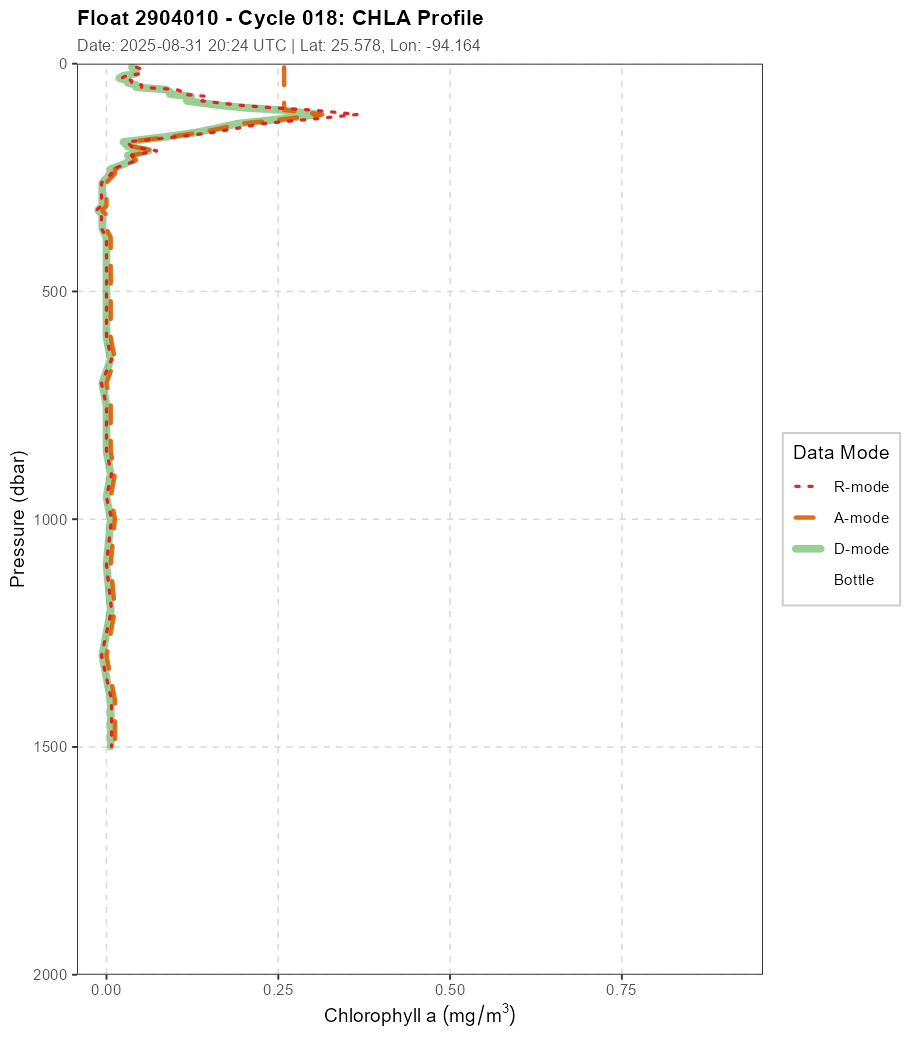 Float 2904010 - Cycle 018: CHLA Profile
Date: 2025-08-31 20:24 UTC | Lat: 25.578, Lon: -94.164
0
500
1000
1500
2000
Pressure (dbar)
0.00
0.25
0.50
0.75
Chlorophyll a (mg/m³)
Data Mode
R-mode
A-mode
D-mode
Bottle